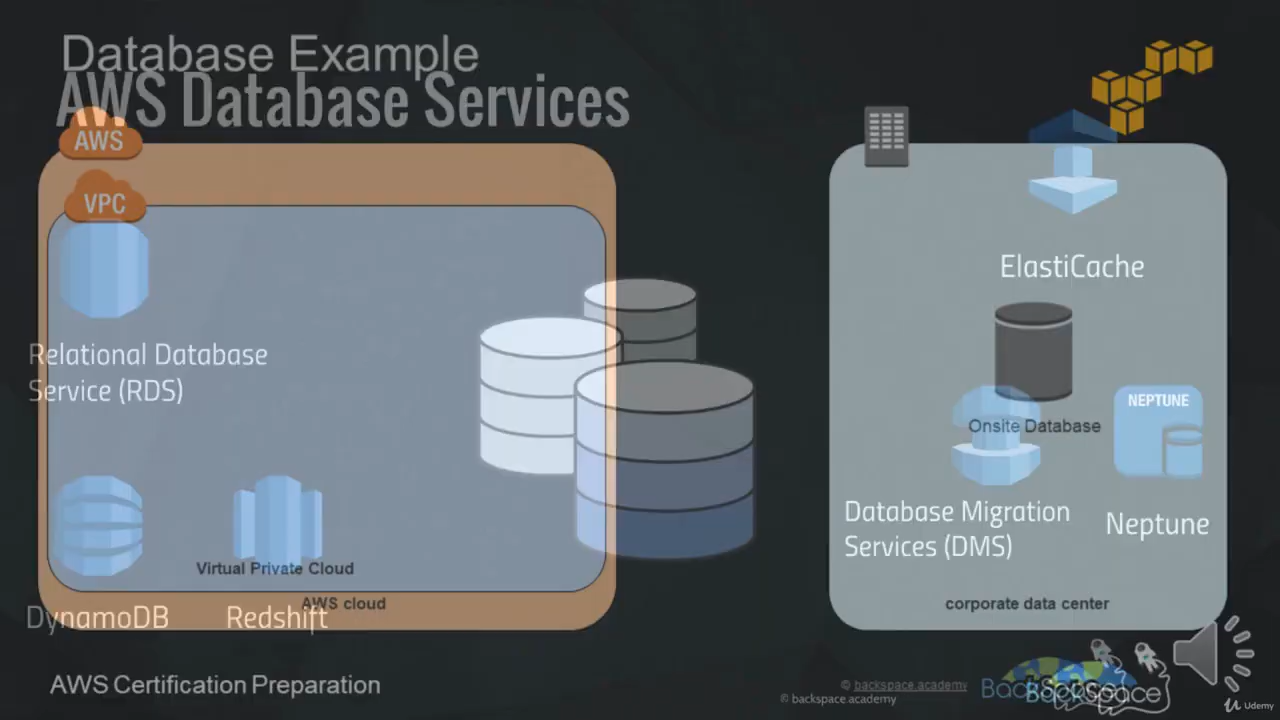 Database Example
AWS Database Services
AWS
VPC
ElastiCache
Relational Database
Service (RDS)
NEPTUNE
Onsite Database
Database Migration
Services (DMS)
Neptune
Virtual Private Cloud
AWS cloud
corporate data center
DynamoDB
Redshift
AWS Certification Preparation
© backspace.academy
© backspace.academy
BackSpace
BackSpace
Udemy